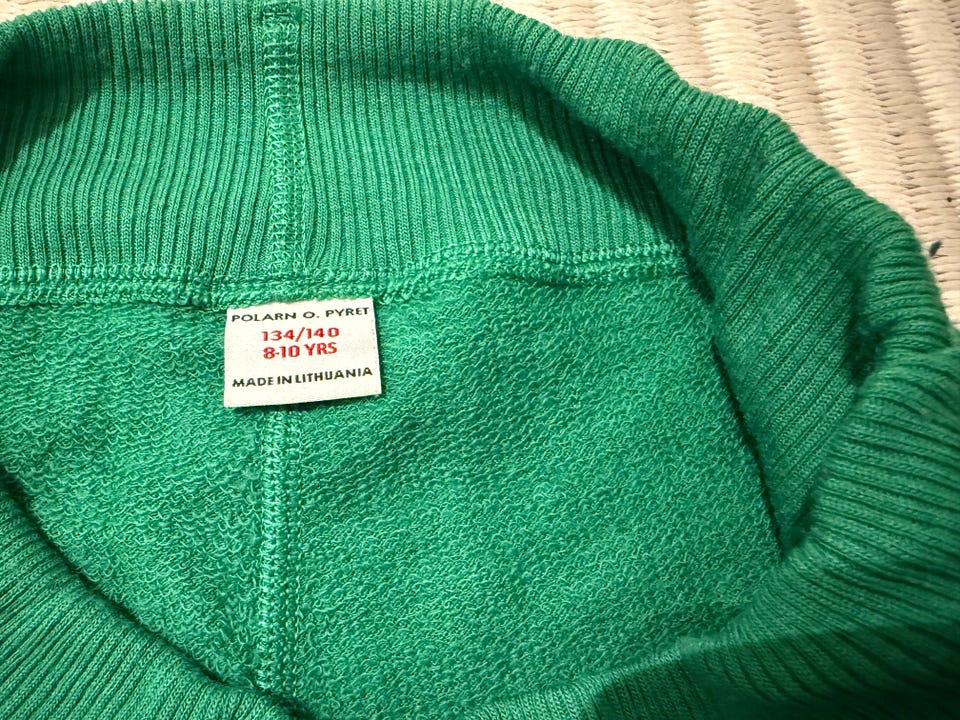 POLARN O. PYRET
134/140
8-10 YRS
MADE IN LITHUANIA